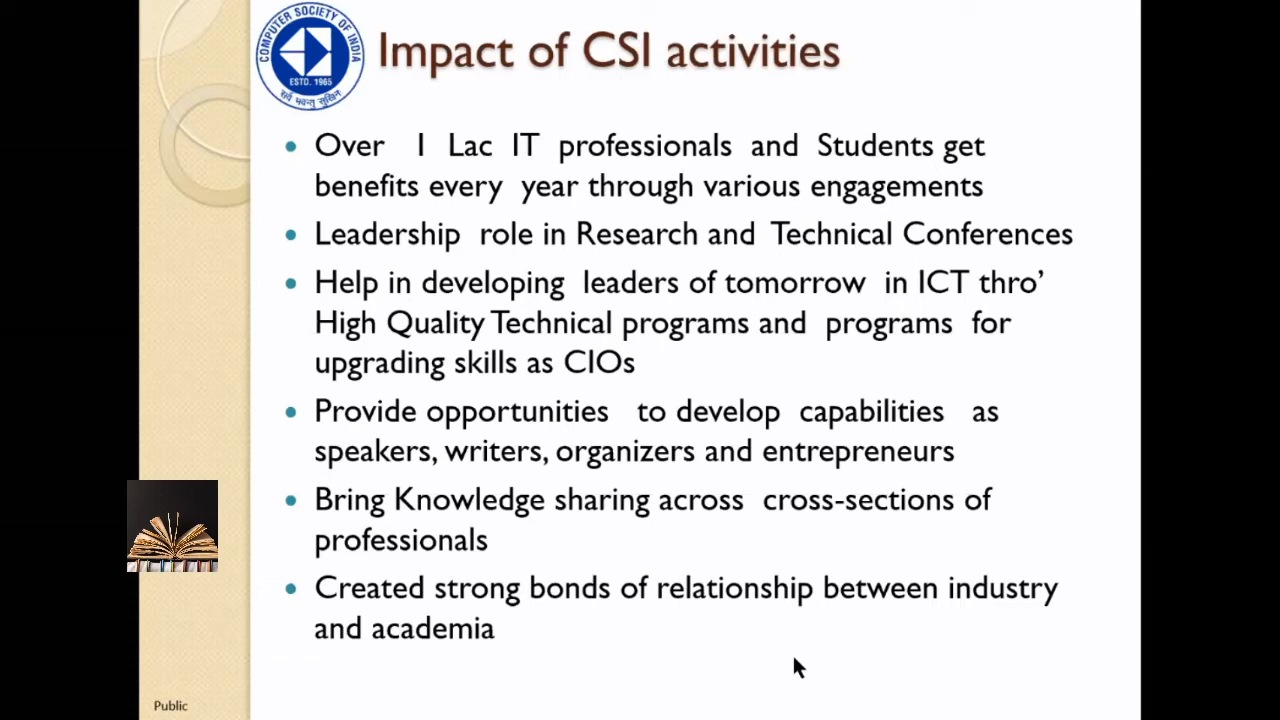 COMPUTER SOCIETY OF INDIA
ESTD. 1965
सर्वे भवन्तु सुखिनः
Impact of CSI activities
• Over 1 Lac IT professionals and Students get
benefits every year through various engagements
• Leadership role in Research and Technical Conferences
• Help in developing leaders of tomorrow in ICT thro’
High Quality Technical programs and programs for
upgrading skills as CIOs
• Provide opportunities to develop capabilities as
speakers, writers, organizers and entrepreneurs
• Bring Knowledge sharing across cross-sections of
professionals
• Created strong bonds of relationship between industry
and academia
Public